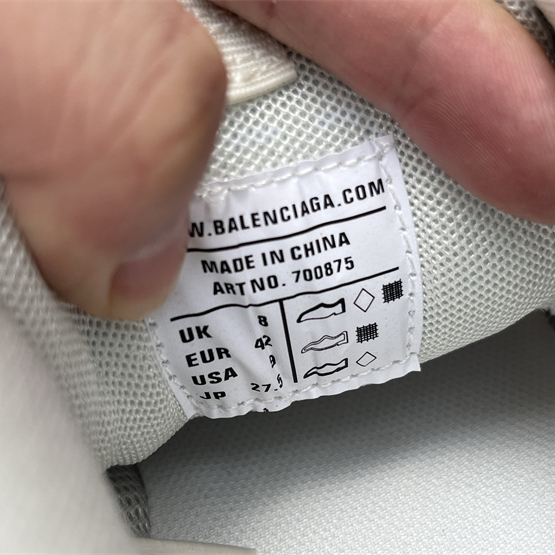 W.BALENCIAGA.COM
MADE IN CHINA
ART NO. 700875
UK 8
EUR 42
USA 9
JP 27.5